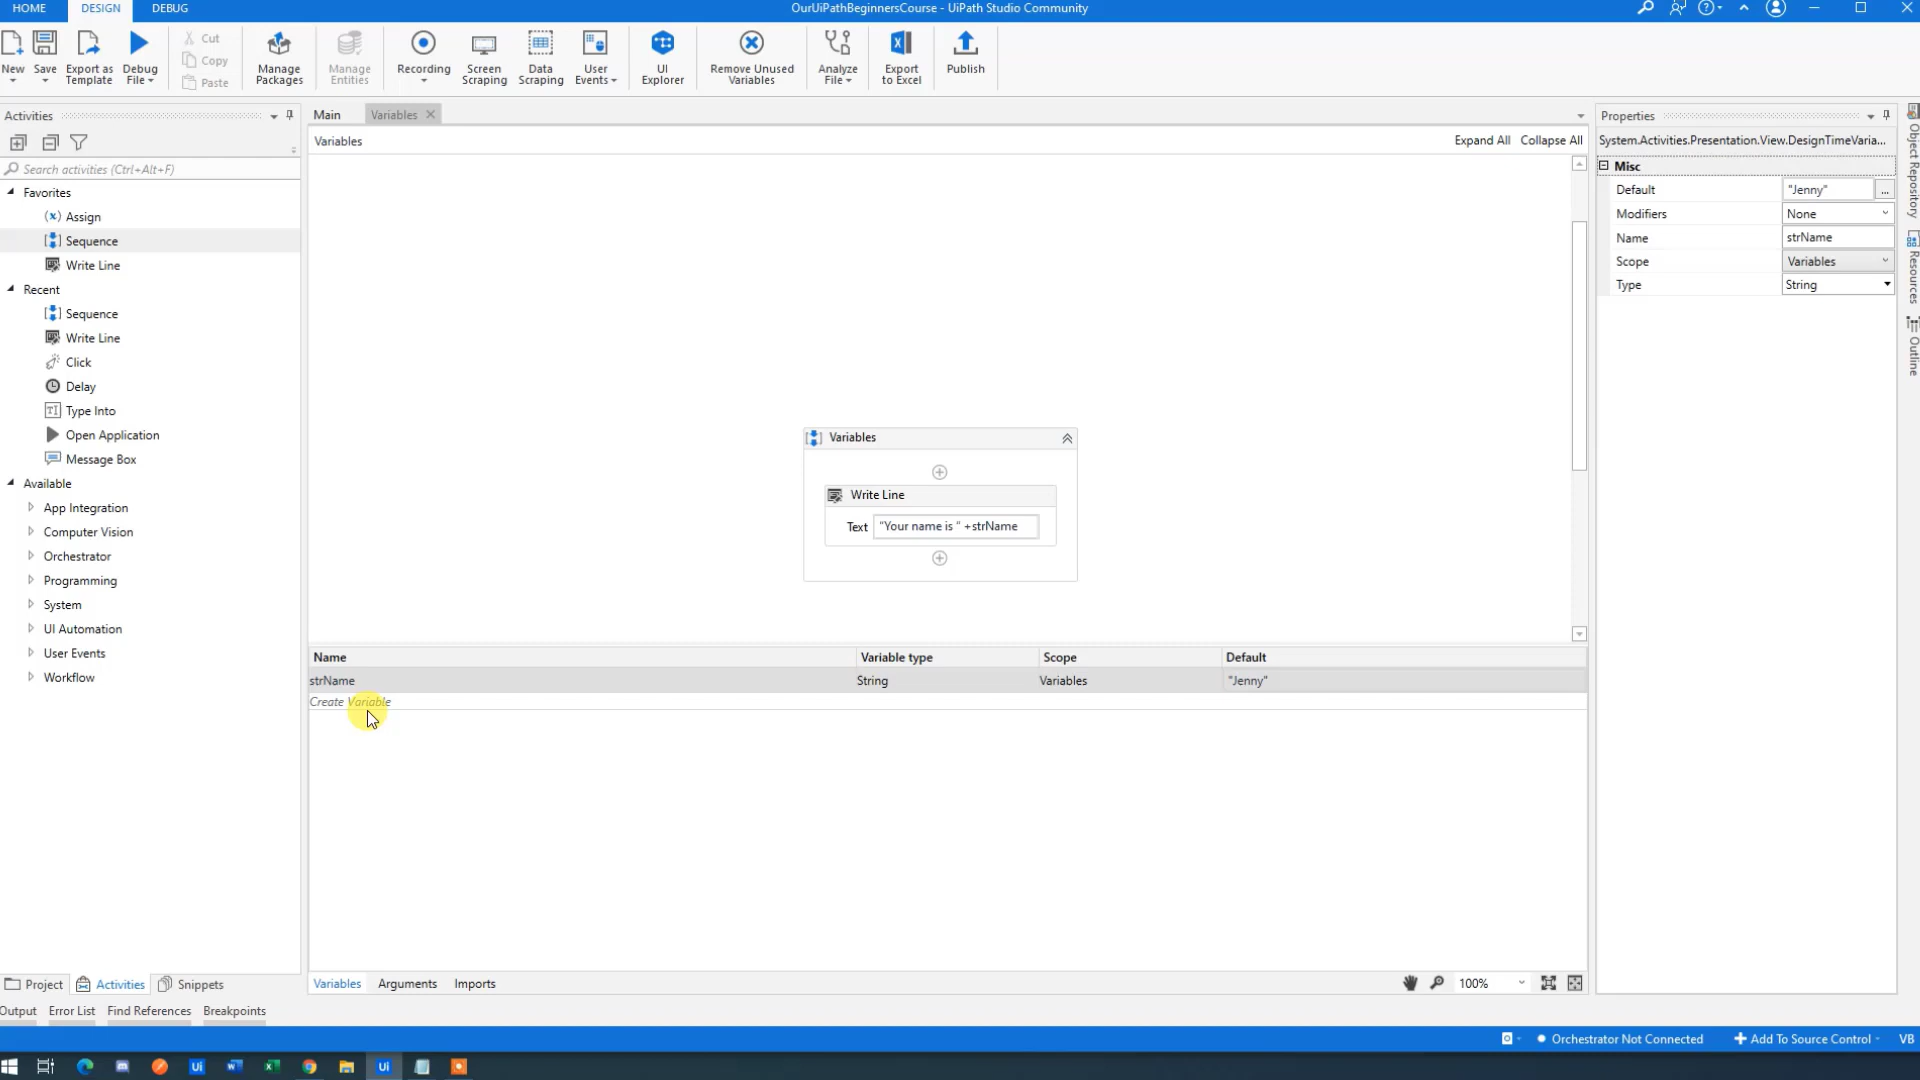 HOME
DESIGN
DEBUG
OurUiPathBeginnersCourse - UiPath Studio Community
New
Save
Export as Template
Debug File
Cut
Copy
Paste
Manage Packages
Manage Entities
Recording
Screen Scraping
Data Scraping
User Events
UI Explorer
Remove Unused Variables
Analyze File
Export to Excel
Publish
Activities
Search activities (Ctrl+Alt+F)
Favorites
Assign
Sequence
Write Line
Recent
Sequence
Write Line
Click
Delay
Type Into
Open Application
Message Box
Available
App Integration
Computer Vision
Orchestrator
Programming
System
UI Automation
User Events
Workflow
Project
Activities
Snippets
Main
Variables
Variables
Expand All
Collapse All
Variables
Write Line
Text
"Your name is " +strName
Name
Variable type
Scope
Default
strName
String
Variables
"Jenny"
Create Variable
Variables
Arguments
Imports
100%
Properties
System.Activities.Presentation.View.DesignTimeVaria...
Misc
Default
"Jenny"
...
Modifiers
None
Name
strName
Scope
Variables
Type
String
Object Repository
Resources
Outline
Output
Error List
Find References
Breakpoints
Orchestrator Not Connected
Add To Source Control
VB